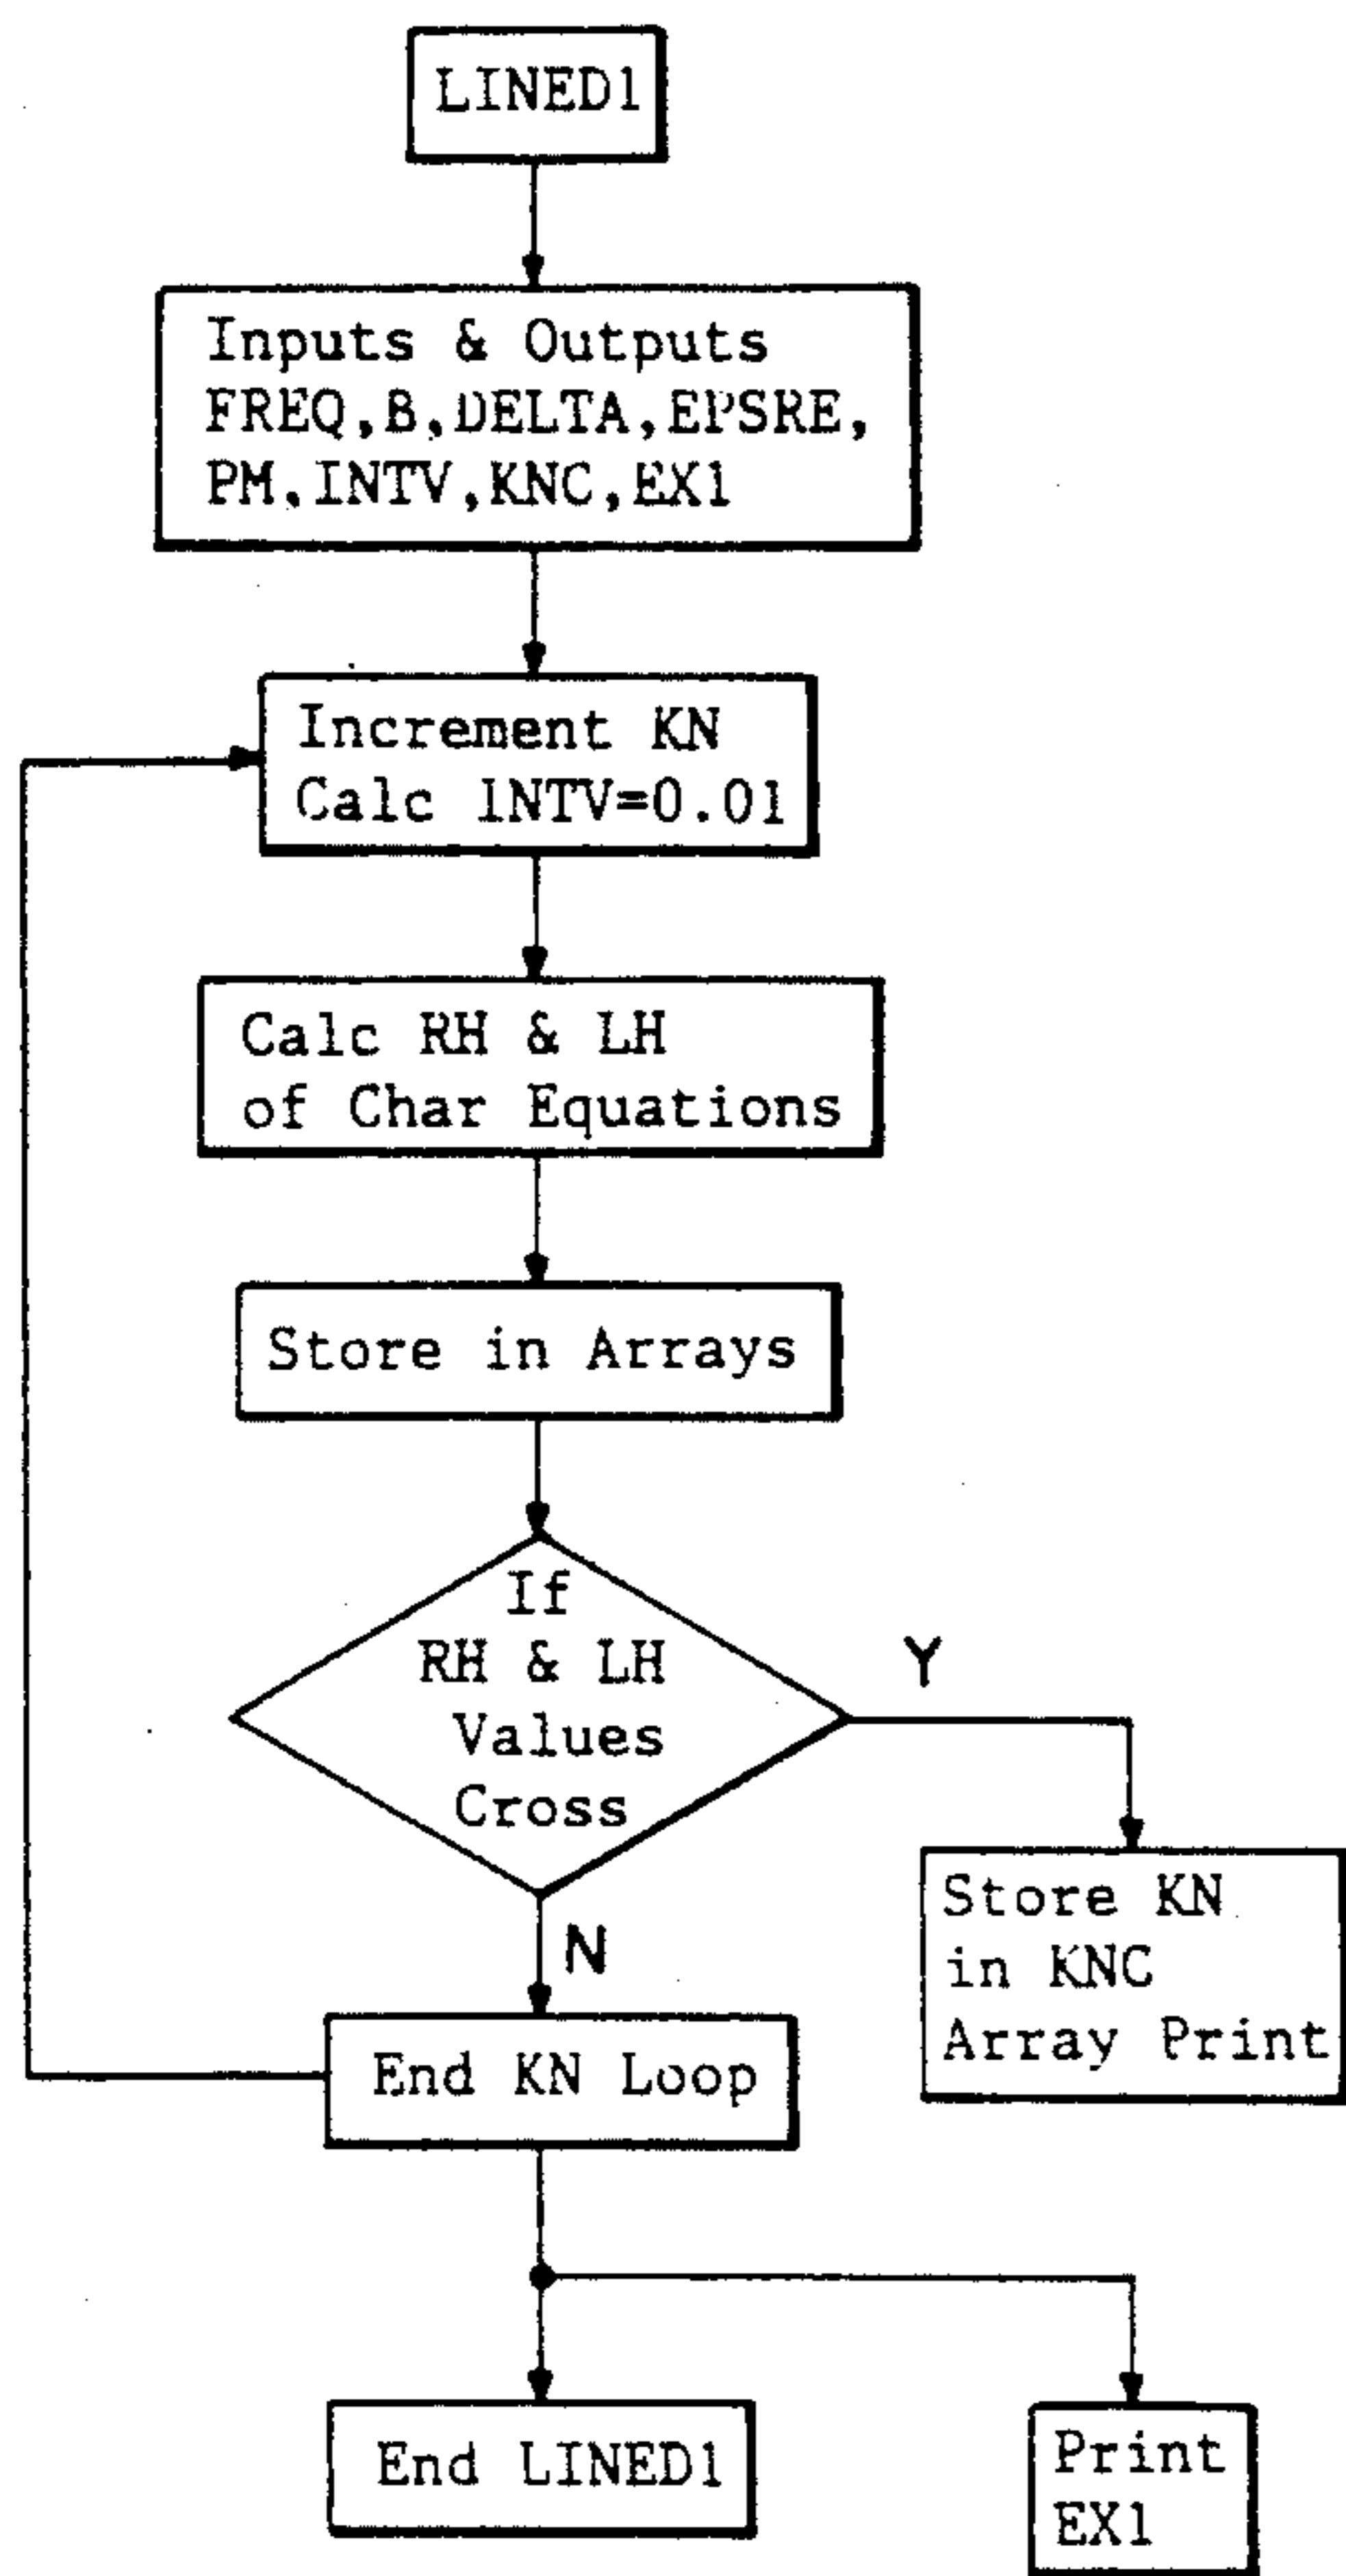 LINED1
Inputs & Outputs
FREQ,B,DELTA,EPSRE,
PM,INTV,KNC,EX1
Increment KN
Calc INTV=0.01
Calc RH & LH
of Char Equations
Store in Arrays
If
RH & LH
Values
Cross
Y
N
Store KN
in KNC
Array Print
End KN Loop
End LINED1
Print
EX1